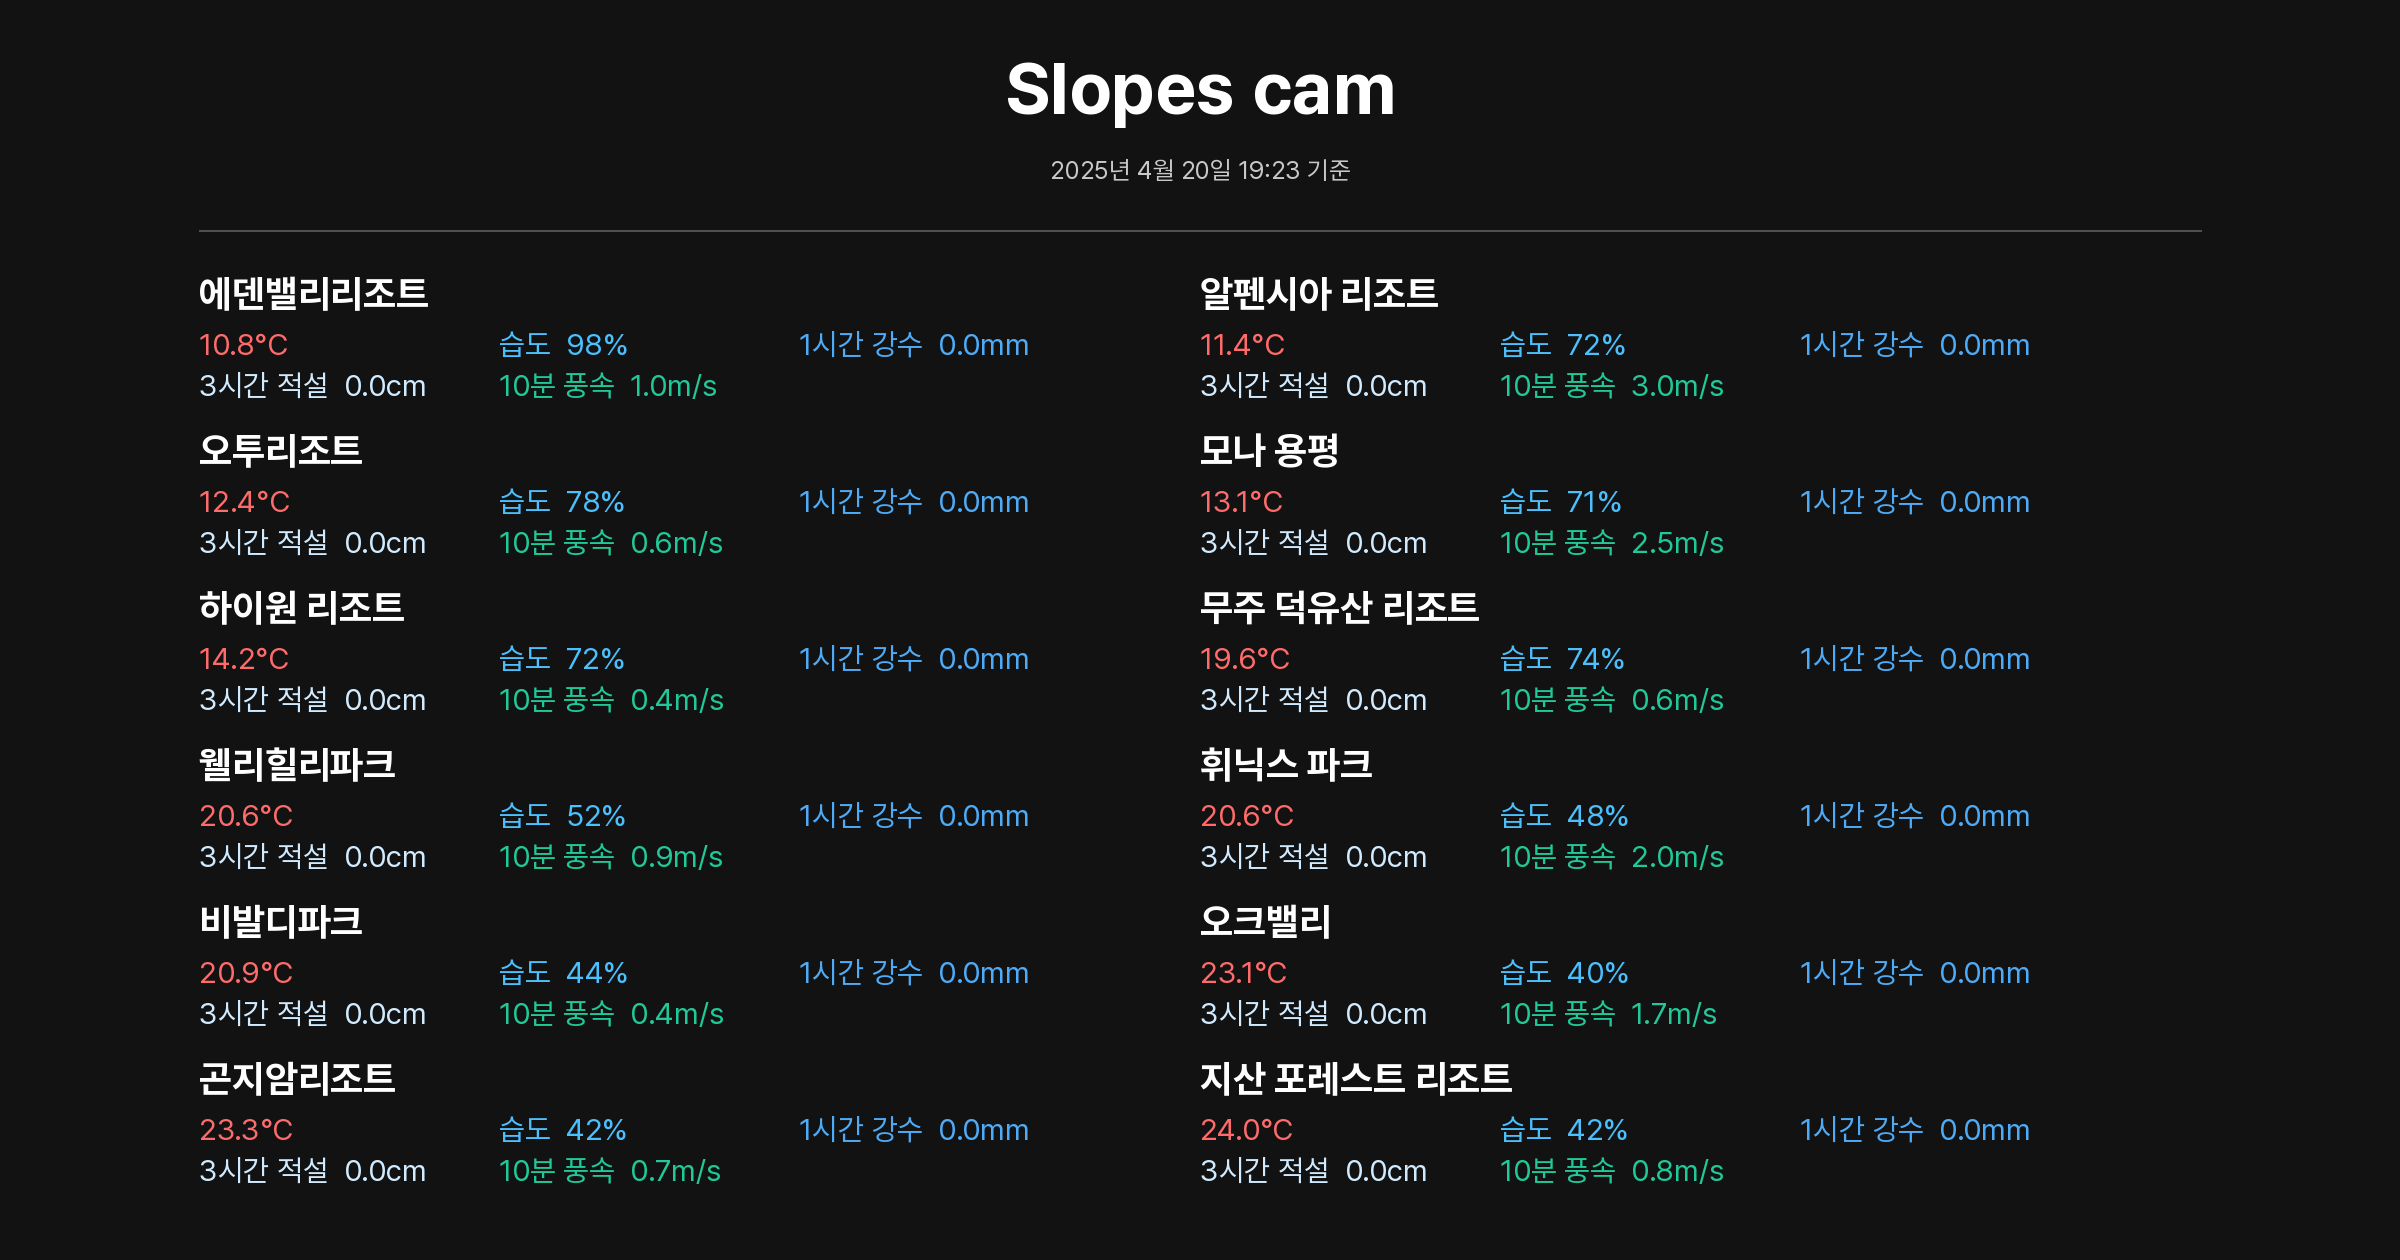 Slopes cam
2025년 4월 20일 19:23 기준
에덴밸리리조트
10.8°C 습도 98% 1시간 강수 0.0mm
3시간 적설 0.0cm 10분 풍속 1.0m/s
알펜시아 리조트
11.4°C 습도 72% 1시간 강수 0.0mm
3시간 적설 0.0cm 10분 풍속 3.0m/s
오투리조트
12.4°C 습도 78% 1시간 강수 0.0mm
3시간 적설 0.0cm 10분 풍속 0.6m/s
모나 용평
13.1°C 습도 71% 1시간 강수 0.0mm
3시간 적설 0.0cm 10분 풍속 2.5m/s
하이원 리조트
14.2°C 습도 72% 1시간 강수 0.0mm
3시간 적설 0.0cm 10분 풍속 0.4m/s
무주 덕유산 리조트
19.6°C 습도 74% 1시간 강수 0.0mm
3시간 적설 0.0cm 10분 풍속 0.6m/s
웰리힐리파크
20.6°C 습도 52% 1시간 강수 0.0mm
3시간 적설 0.0cm 10분 풍속 0.9m/s
휘닉스 파크
20.6°C 습도 48% 1시간 강수 0.0mm
3시간 적설 0.0cm 10분 풍속 2.0m/s
비발디파크
20.9°C 습도 44% 1시간 강수 0.0mm
3시간 적설 0.0cm 10분 풍속 0.4m/s
오크밸리
23.1°C 습도 40% 1시간 강수 0.0mm
3시간 적설 0.0cm 10분 풍속 1.7m/s
곤지암리조트
23.3°C 습도 42% 1시간 강수 0.0mm
3시간 적설 0.0cm 10분 풍속 0.7m/s
지산 포레스트 리조트
24.0°C 습도 42% 1시간 강수 0.0mm
3시간 적설 0.0cm 10분 풍속 0.8m/s